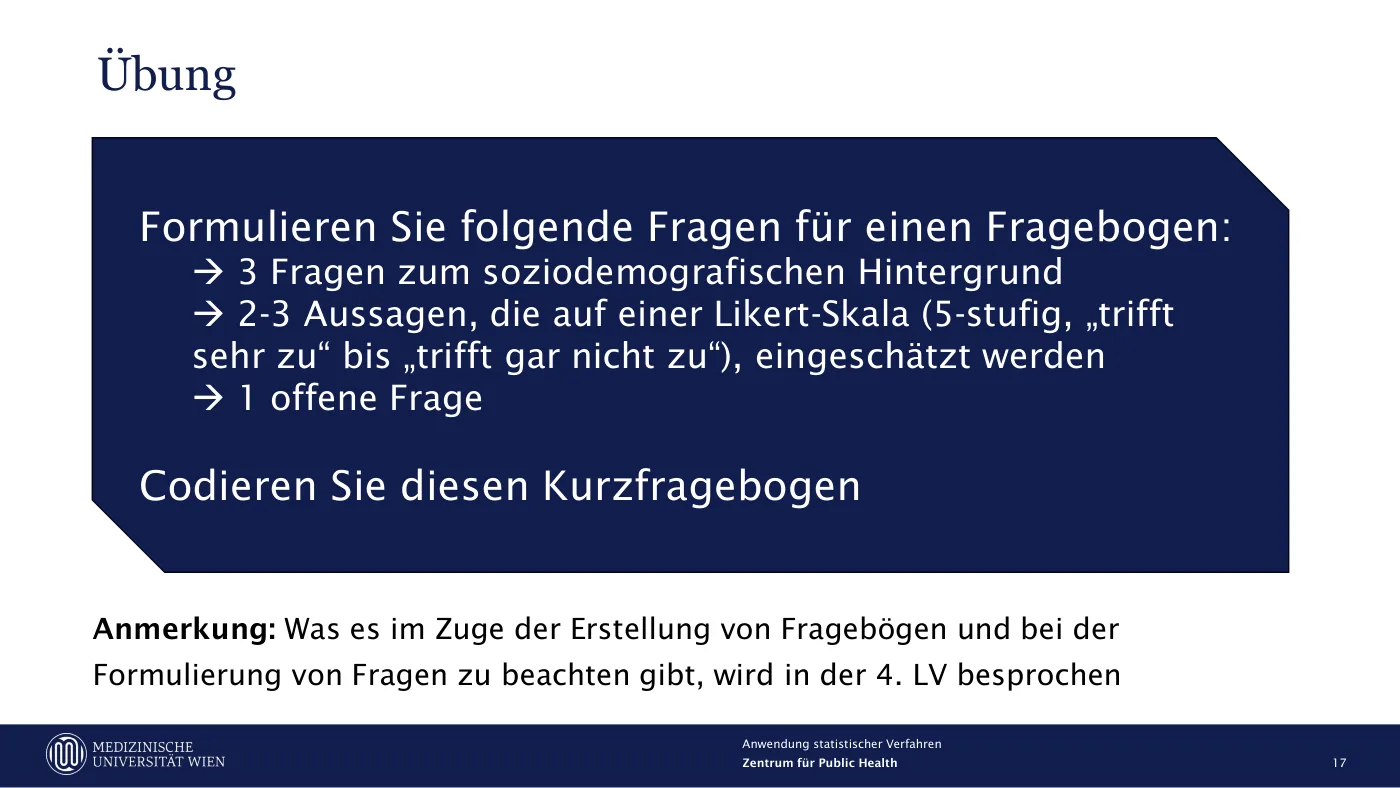 Übung
Formulieren Sie folgende Fragen für einen Fragebogen:
→ 3 Fragen zum soziodemografischen Hintergrund
→ 2-3 Aussagen, die auf einer Likert-Skala (5-stufig, „trifft
sehr zu“ bis „trifft gar nicht zu“), eingeschätzt werden
→ 1 offene Frage
Codieren Sie diesen Kurzfragebogen
Anmerkung: Was es im Zuge der Erstellung von Fragebögen und bei der
Formulierung von Fragen zu beachten gibt, wird in der 4. LV besprochen
MEDIZINISCHE
UNIVERSITÄT WIEN
Anwendung statistischer Verfahren
Zentrum für Public Health
17